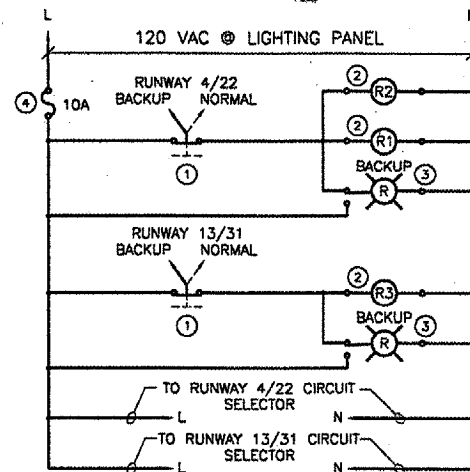 L
120 VAC @ LIGHTING PANEL
RUNWAY 4/22
BACKUP NORMAL
2
R2
4
10A
2
R1
1
BACKUP
R
3
RUNWAY 13/31
BACKUP NORMAL
2
R3
1
BACKUP
R
3
TO RUNWAY 4/22 CIRCUIT
SELECTOR
L
N
TO RUNWAY 13/31 CIRCUIT
SELECTOR
L
N